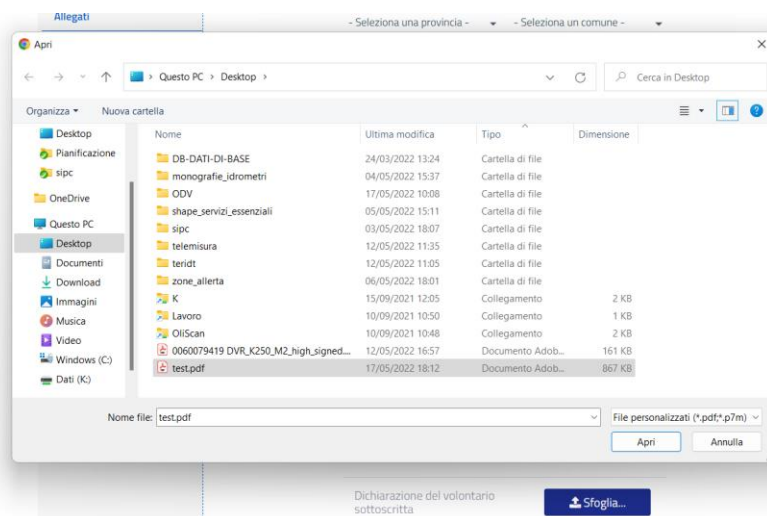 Allegati
- Seleziona una provincia -
- Seleziona un comune -
Apri
Questo PC > Desktop >
Cerca in Desktop
Organizza
Nuova cartella
Desktop
Pianificazione
sipc
OneDrive
Questo PC
Desktop
Documenti
Download
Immagini
Musica
Video
Windows (C:)
Dati (K:)
Nome Ultima modifica Tipo Dimensione
DB-DATI-DI-BASE 24/03/2022 13:24 Cartella di file
monografie_idrometri 04/05/2022 15:37 Cartella di file
ODV 17/05/2022 10:08 Cartella di file
shape_servizi_essenziali 05/05/2022 15:11 Cartella di file
sipc 03/05/2022 18:07 Cartella di file
telemisura 12/05/2022 11:35 Cartella di file
teridt 12/05/2022 11:05 Cartella di file
zone_allerta 06/05/2022 18:01 Cartella di file
K 15/09/2021 12:05 Collegamento 2 KB
Lavoro 10/09/2021 10:50 Collegamento 1 KB
OliScan 10/09/2021 10:48 Collegamento 2 KB
0060079419 DVR_K250_M2_high_signed.... 12/05/2022 16:57 Documento Adob... 161 KB
test.pdf 17/05/2022 18:12 Documento Adob... 867 KB
Nome file: test.pdf
File personalizzati (*.pdf;*.p7m)
Apri
Annulla
Dichiarazione del volontario
sottoscritta
Sfoglia...